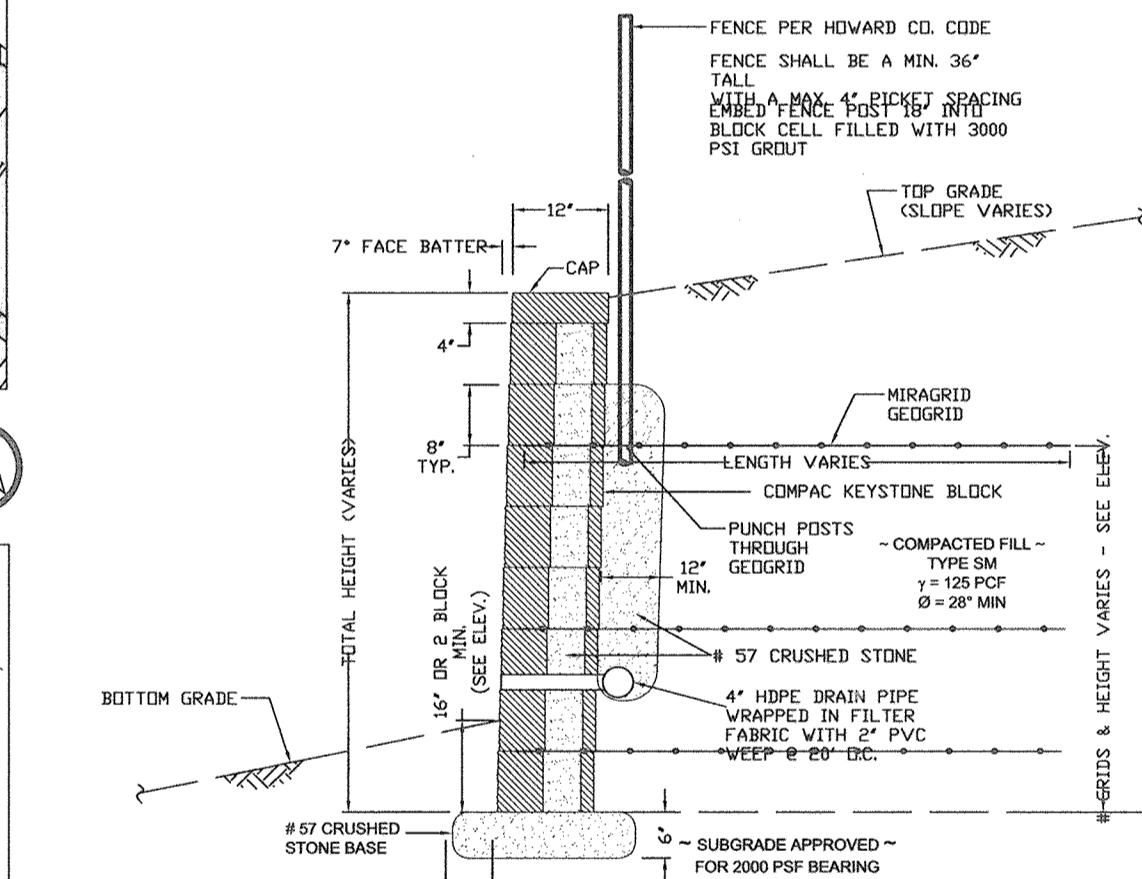 FENCE PER HOWARD CO. CODE
FENCE SHALL BE A MIN. 36"
TALL
WITH A MAX. 4" PICKET SPACING
EMBED FENCE POST 18" INTO
BLOCK CELL FILLED WITH 3000
PSI GROUT
TOP GRADE
(SLOPE VARIES)
12"
7° FACE BATTER
CAP
4"
8"
TYP.
MIRAGRID
GEOGRID
LENGTH VARIES
COMPAC KEYSTONE BLOCK
PUNCH POSTS
THROUGH
GEOGRID
12"
MIN.
~ COMPACTED FILL ~
TYPE SM
γ = 125 PCF
Ø = 28° MIN
TOTAL HEIGHT (VARIES)
16" OR 2 BLOCK
MIN.
(SEE ELEV.)
# 57 CRUSHED STONE
BOTTOM GRADE
4" HDPE DRAIN PIPE
WRAPPED IN FILTER
FABRIC WITH 2" PVC
WEEP @ 20' O.C.
# GRIDS & HEIGHT VARIES - SEE ELEV.
# 57 CRUSHED
STONE BASE
6"
~ SUBGRADE APPROVED ~
FOR 2000 PSF BEARING